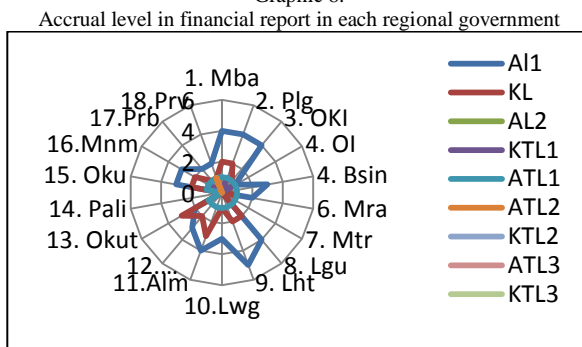 Graphic 8.
Accrual level in financial report in each regional government
1. Mba
2. Plg
3. OKI
4. OI
4. Bsin
6. Mra
7. Mtr
8. Lgu
9. Lht
10.Lwg
11.Alm
12....
13. Okut
14. Pali
15. Oku
16.Mnm
17.Prb
18.Prv
6
4
2
0
Al1
KL
AL2
KTL1
ATL1
ATL2
KTL2
ATL3
KTL3